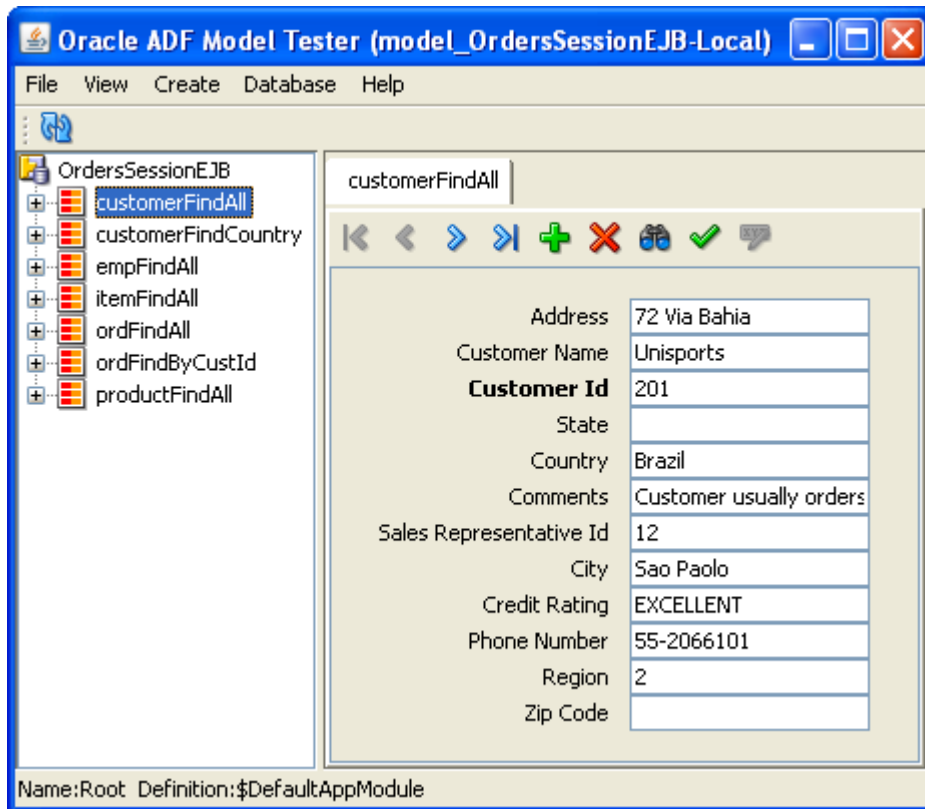 Oracle ADF Model Tester (model_OrdersSessionEJB-Local)
File View Create Database Help
OrdersSessionEJB
customerFindAll
customerFindCountry
empFindAll
itemFindAll
ordFindAll
ordFindByCustId
productFindAll
customerFindAll
Address 72 Via Bahia
Customer Name Unisports
Customer Id 201
State
Country Brazil
Comments Customer usually orders
Sales Representative Id 12
City Sao Paolo
Credit Rating EXCELLENT
Phone Number 55-2066101
Region 2
Zip Code
Name:Root Definition:$DefaultAppModule